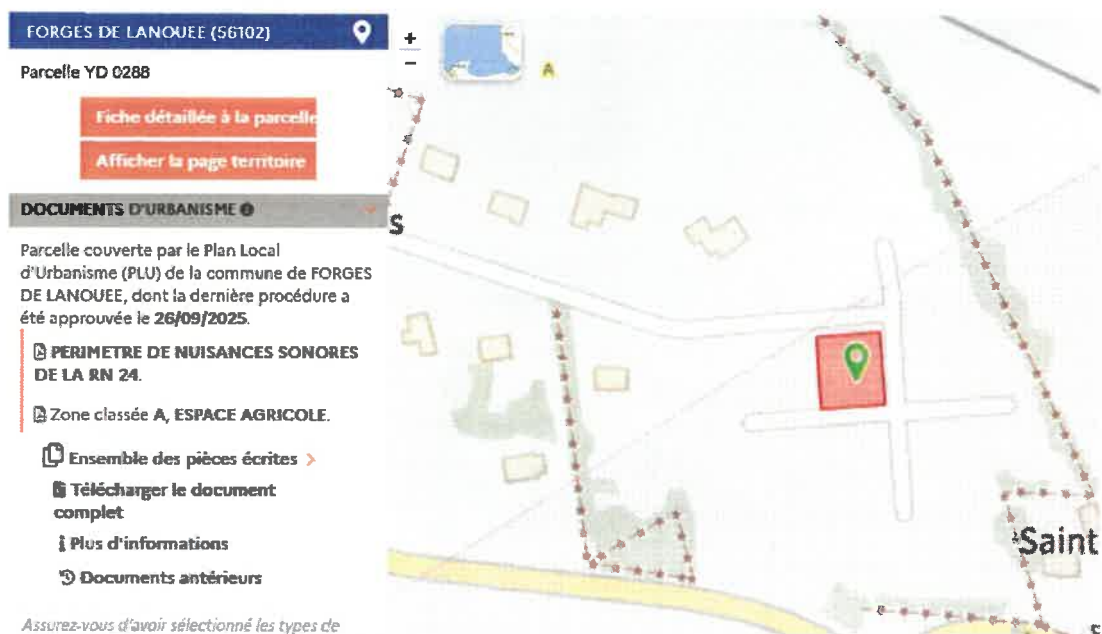 FORGES DE LANOUEE (56102)
Parcelle YD 0288
Fiche détaillée à la parcelle
Afficher la page territoire
DOCUMENTS D'URBANISME
Parcelle couverte par le Plan Local
d'Urbanisme (PLU) de la commune de FORGES
DE LANOUEE, dont la dernière procédure a
été approuvée le 26/09/2025.
PERIMETRE DE NUISANCES SONORES
DE LA RN 24.
Zone classée A, ESPACE AGRICOLE.
Ensemble des pièces écrites >
Télécharger le document
complet
Plus d'informations
Documents antérieurs
Assurez-vous d'avoir sélectionné les types de
+
−
A
s
Saint